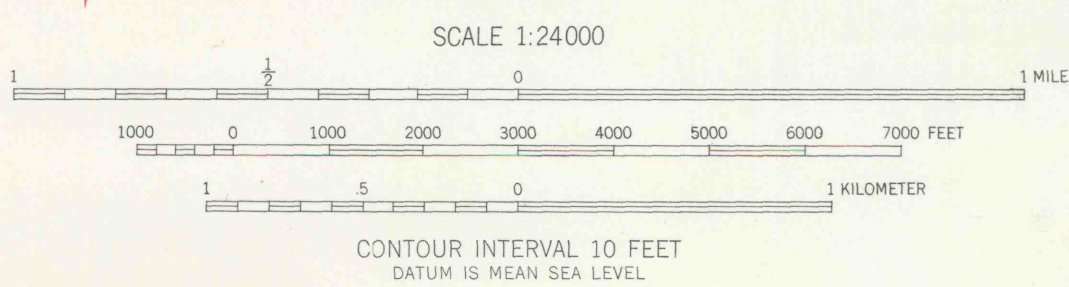 SCALE 1:24000
1 1/2 0 1 MILE
1000 0 1000 2000 3000 4000 5000 6000 7000 FEET
1 .5 0 1 KILOMETER
CONTOUR INTERVAL 10 FEET
DATUM IS MEAN SEA LEVEL